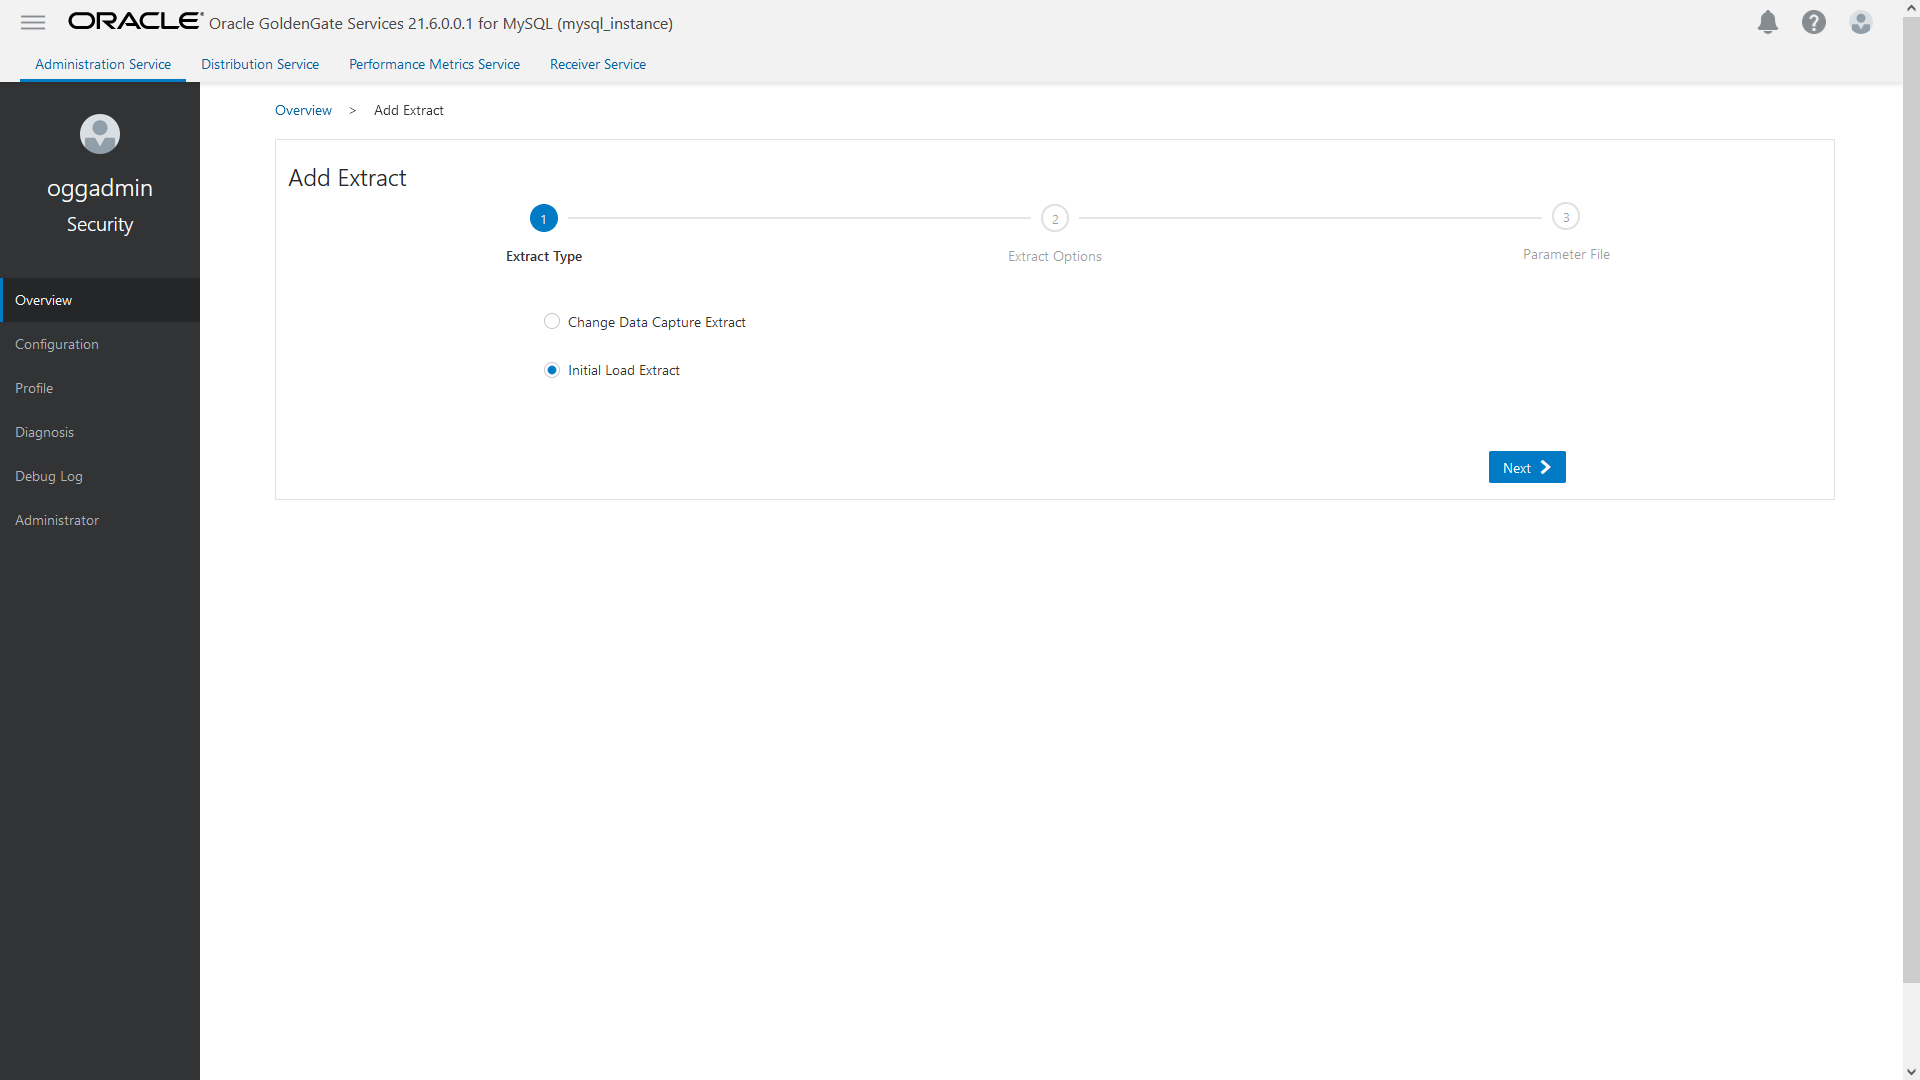 ORACLE Oracle GoldenGate Services 21.6.0.0.1 for MySQL (mysql_instance)
Administration Service Distribution Service Performance Metrics Service Receiver Service
oggadmin
Security
Overview
Configuration
Profile
Diagnosis
Debug Log
Administrator
Overview > Add Extract
Add Extract
1 2 3
Extract Type Extract Options Parameter File
Change Data Capture Extract
Initial Load Extract
Next